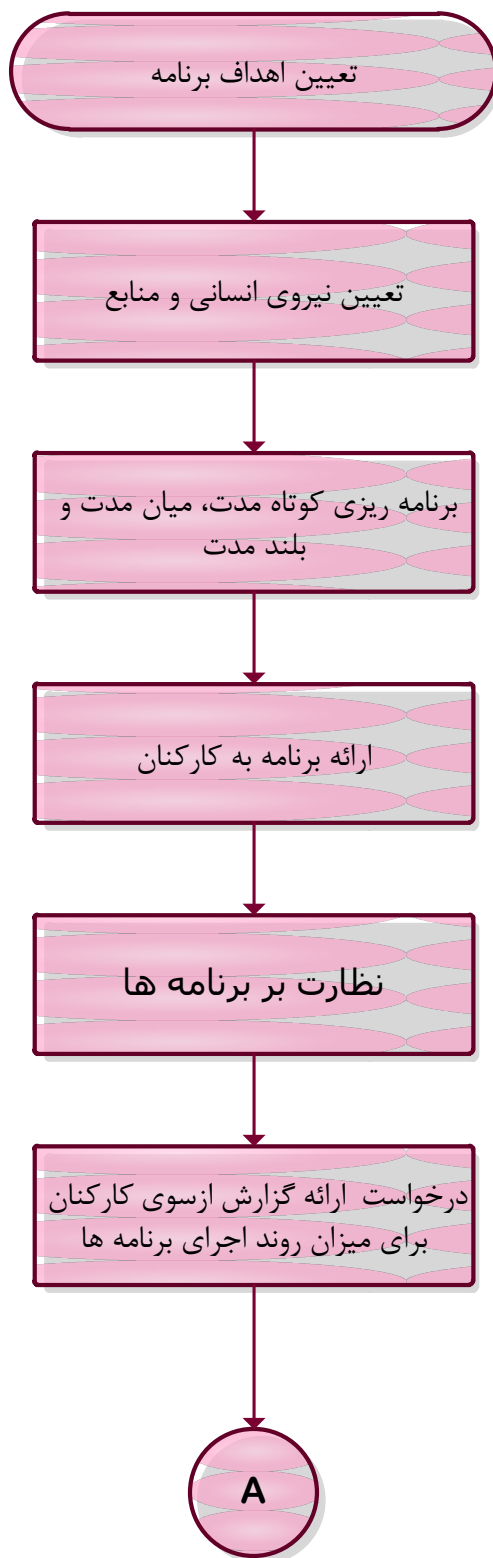 تعیین اهداف برنامه
تعیین نیروی انسانی و منابع
برنامه ریزی کوتاه مدت، میان مدت و
بلند مدت
ارائه برنامه به کارکنان
نظارت بر برنامه ها
درخواست ارائه گزارش ازسوی کارکنان
برای میزان روند اجرای برنامه ها
A